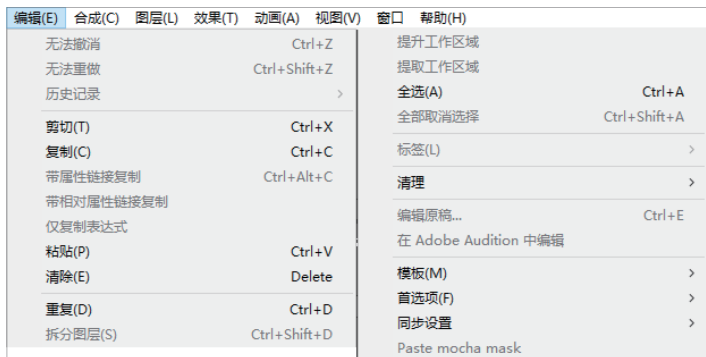 编辑(E) 合成(C) 图层(L) 效果(T) 动画(A) 视图(V) 窗口 帮助(H)
无法撤消 Ctrl+Z
无法重做 Ctrl+Shift+Z
历史记录 >
剪切(T) Ctrl+X
复制(C) Ctrl+C
带属性链接复制 Ctrl+Alt+C
带相对属性链接复制
仅复制表达式
粘贴(P) Ctrl+V
清除(E) Delete
重复(D) Ctrl+D
拆分图层(S) Ctrl+Shift+D
提升工作区域
提取工作区域
全选(A) Ctrl+A
全部取消选择 Ctrl+Shift+A
标签(L) >
清理 >
编辑原稿... Ctrl+E
在 Adobe Audition 中编辑
模板(M) >
首选项(F) >
同步设置 >
Paste mocha mask